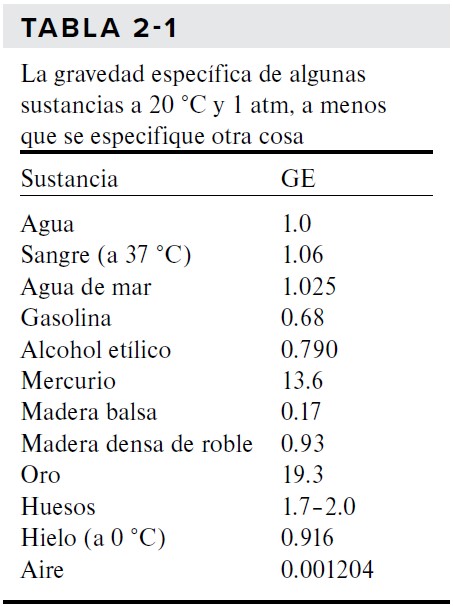 TABLA 2-1
La gravedad específica de algunas
sustancias a 20 °C y 1 atm, a menos
que se especifique otra cosa
Sustancia GE
Agua 1.0
Sangre (a 37 °C) 1.06
Agua de mar 1.025
Gasolina 0.68
Alcohol etílico 0.790
Mercurio 13.6
Madera balsa 0.17
Madera densa de roble 0.93
Oro 19.3
Huesos 1.7–2.0
Hielo (a 0 °C) 0.916
Aire 0.001204